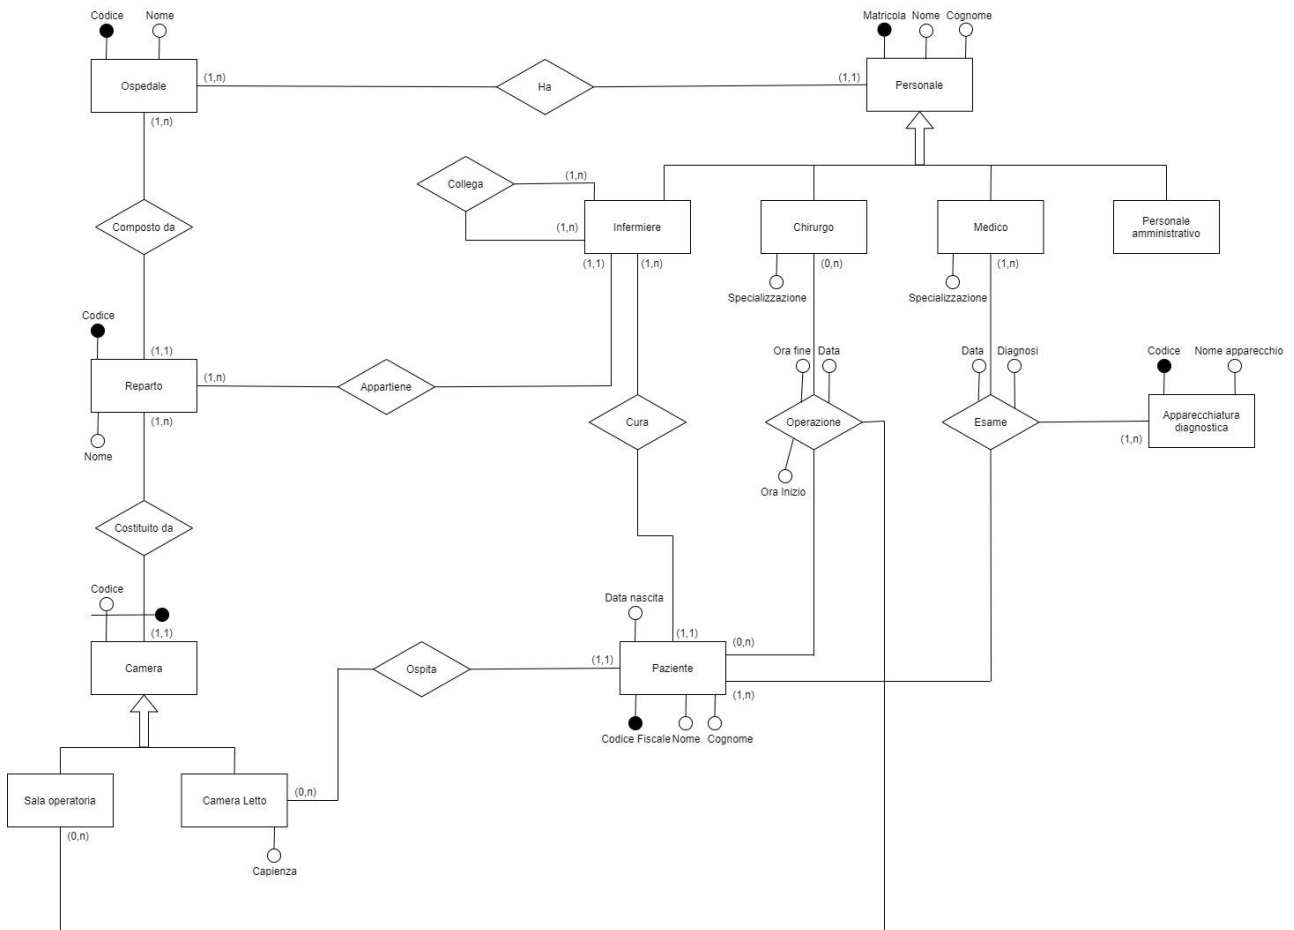 Codice
Nome
Matricola
Nome
Cognome
Ospedale
(1,n)
Ha
(1,1)
Personale
(1,n)
Collega
(1,n)
(1,n)
Infermiere
Chirurgo
Medico
Personale
amministrativo
Composto da
(1,1)
(1,n)
(0,n)
(1,n)
Specializzazione
Specializzazione
Codice
(1,1)
Ora fine
Data
Data
Diagnosi
Codice
Nome apparecchio
Reparto
(1,n)
Appartiene
(1,n)
Nome
Cura
Operazione
Esame
(1,n)
Apparecchiatura
diagnostica
Ora Inizio
Costituito da
Codice
(1,1)
Data nascita
(1,1)
(0,n)
Camera
Ospita
(1,1)
Paziente
(1,n)
Codice Fiscale
Nome
Cognome
Sala operatoria
Camera Letto
(0,n)
(0,n)
Capienza